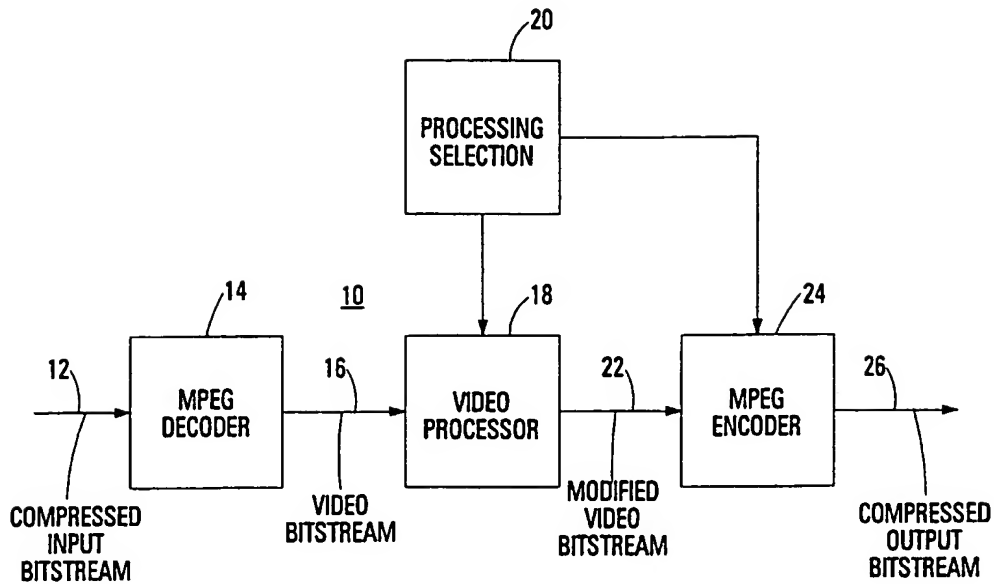 20
PROCESSING
SELECTION
10
14
18
24
12
MPEG
DECODER
16
VIDEO
PROCESSOR
22
MPEG
ENCODER
26
COMPRESSED
INPUT
BITSTREAM
VIDEO
BITSTREAM
MODIFIED
VIDEO
BITSTREAM
COMPRESSED
OUTPUT
BITSTREAM